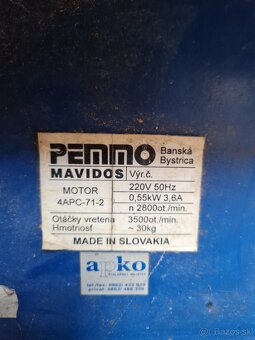 PEMMO Banská Bystrica
MAVIDOS Výr.č.
MOTOR 220V 50Hz
4APC-71-2 0,55kW 3,6A
n 2800ot./min.
Otáčky vretena 3500ot./min.
Hmotnosť ~ 30kg
MADE IN SLOVAKIA
apko
bazos.sk